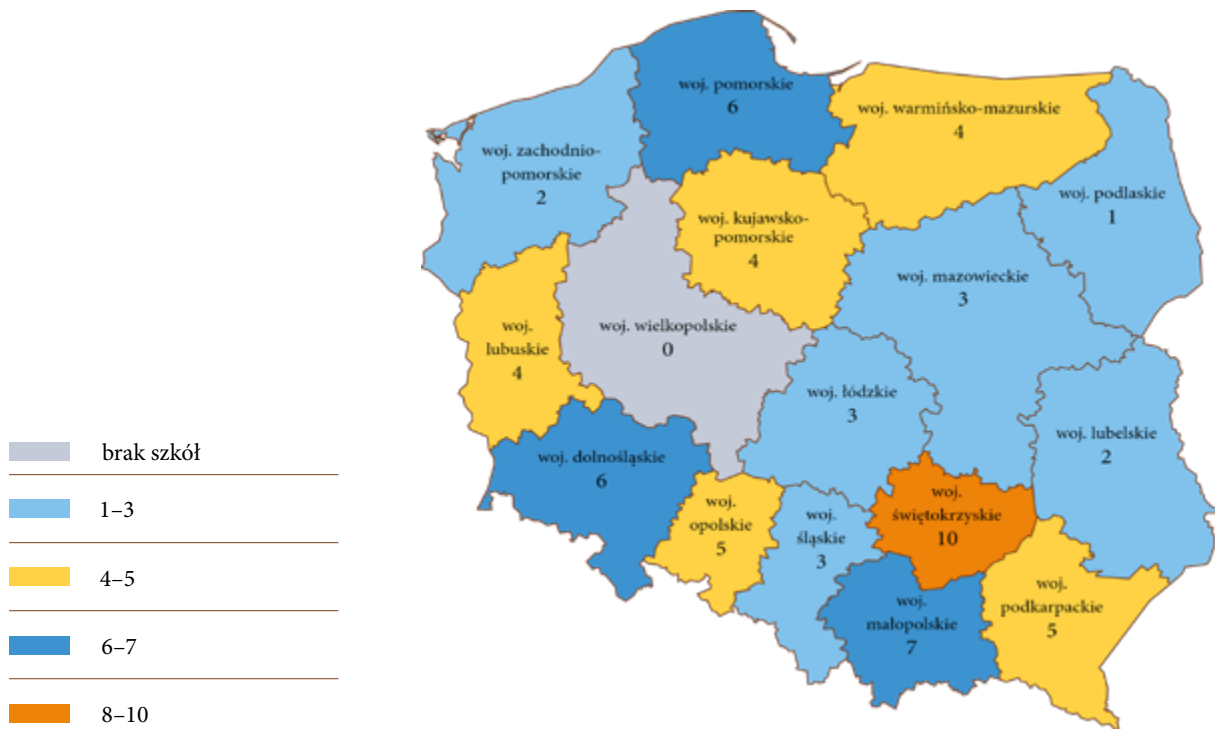 woj. pomorskie
6
woj. warmińsko-mazurskie
4
woj. zachodnio-
pomorskie
2
woj. podlaskie
1
woj. kujawsko-
pomorskie
4
woj. mazowieckie
3
woj. wielkopolskie
0
woj.
lubuskie
4
woj. łódzkie
3
woj. lubelskie
2
woj. dolnośląskie
6
woj.
opolskie
5
woj.
śląskie
3
woj.
świętokrzyskie
10
woj.
małopolskie
7
woj.
podkarpackie
5
brak szkół
1–3
4–5
6–7
8–10